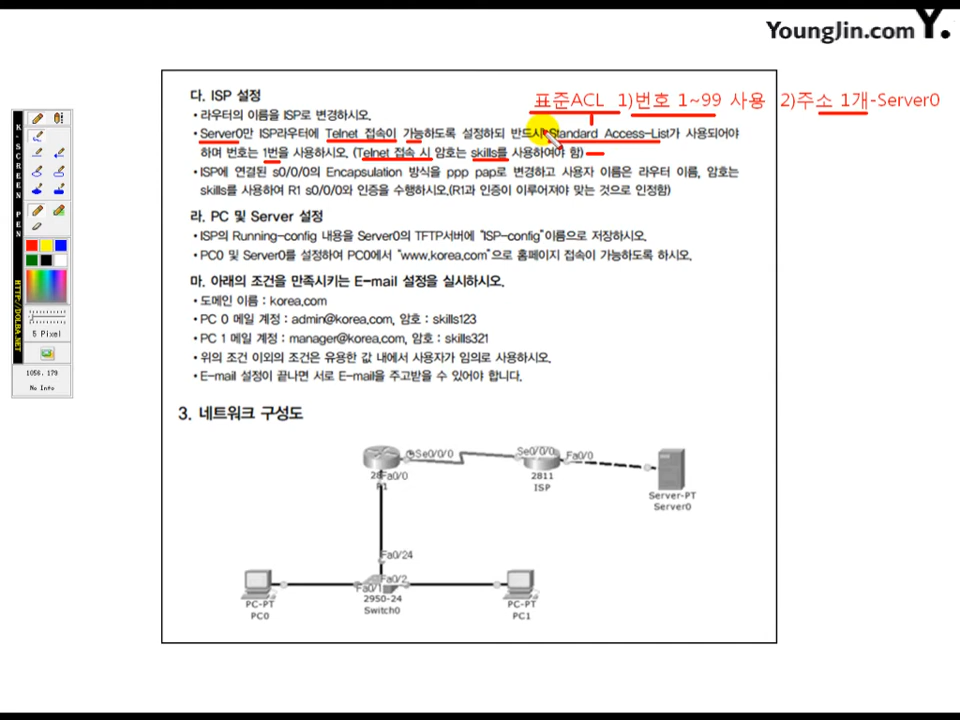 YoungJin.com Y.
다. ISP 설정
표준ACL 1)번호 1~99 사용 2)주소 1개-Server0
• 라우터의 이름을 ISP로 변경하시오.
• Server0만 ISP라우터에 Telnet 접속이 가능하도록 설정하되 반드시 Standard Access-List가 사용되어야
하며 번호는 1번을 사용하시오. (Telnet 접속 시 암호는 skills를 사용하여야 함)
• ISP에 연결된 s0/0/0의 Encapsulation 방식을 ppp pap로 변경하고 사용자 이름은 라우터 이름, 암호는
skills를 사용하여 R1 s0/0/0와 인증을 수행하시오.(R1과 인증이 이루어져야 맞는 것으로 인정함)
라. PC 및 Server 설정
• ISP의 Running-config 내용을 Server0의 TFTP서버에 "ISP-config"이름으로 저장하시오.
• PC0 및 Server0를 설정하여 PC0에서 "www.korea.com"으로 홈페이지 접속이 가능하도록 하시오.
마. 아래의 조건을 만족시키는 E-mail 설정을 실시하시오.
• 도메인 이름 : korea.com
• PC 0 메일 계정 : admin@korea.com, 암호 : skills123
• PC 1 메일 계정 : manager@korea.com, 암호 : skills321
• 위의 조건 이외의 조건은 유용한 값 내에서 사용자가 임의로 사용하시오.
• E-mail 설정이 끝나면 서로 E-mail을 주고받을 수 있어야 합니다.
3. 네트워크 구성도
Se0/0/0
Se0/0/0
Fa0/0
Fa0/0
R1
2811
ISP
Server-PT
Server0
Fa0/24
Fa0/2
Fa0/1
2950-24
Switch0
PC-PT
PC0
PC-PT
PC1
K.SCREEN PEN
HTTP://DOLBA.NET
5 Pixel
1056, 179
No Info